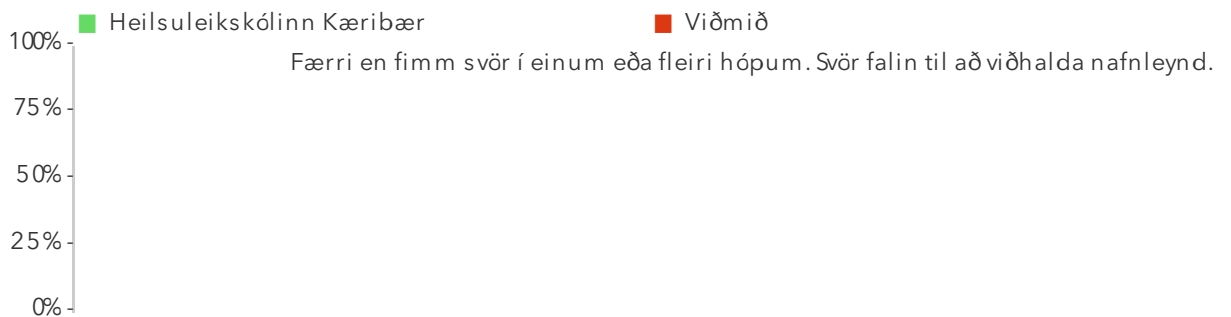 Heilsuleikskólinn Kæribær
Viðmið
100%
Færri en fimm svör í einum eða fleiri hópum. Svör falin til að viðhalda nafnleynd.
75%
50%
25%
0%